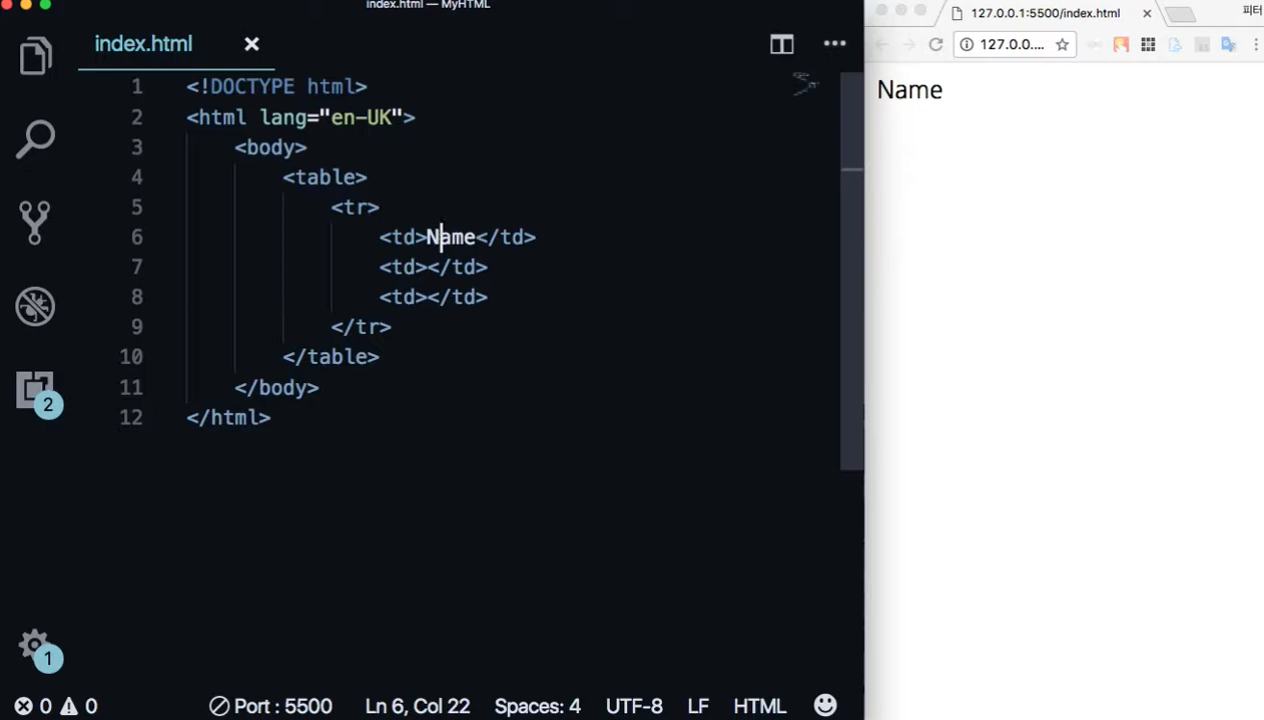 index.html — MyHTML
index.html
1 <!DOCTYPE html>
2 <html lang="en-UK">
3 <body>
4 <table>
5 <tr>
6 <td>Name</td>
7 <td></td>
8 <td></td>
9 </tr>
10 </table>
11 </body>
12 </html>
2
1
0 0 Port : 5500 Ln 6, Col 22 Spaces: 4 UTF-8 LF HTML
127.0.0.1:5500/index.html 피터
127.0.0....
Name